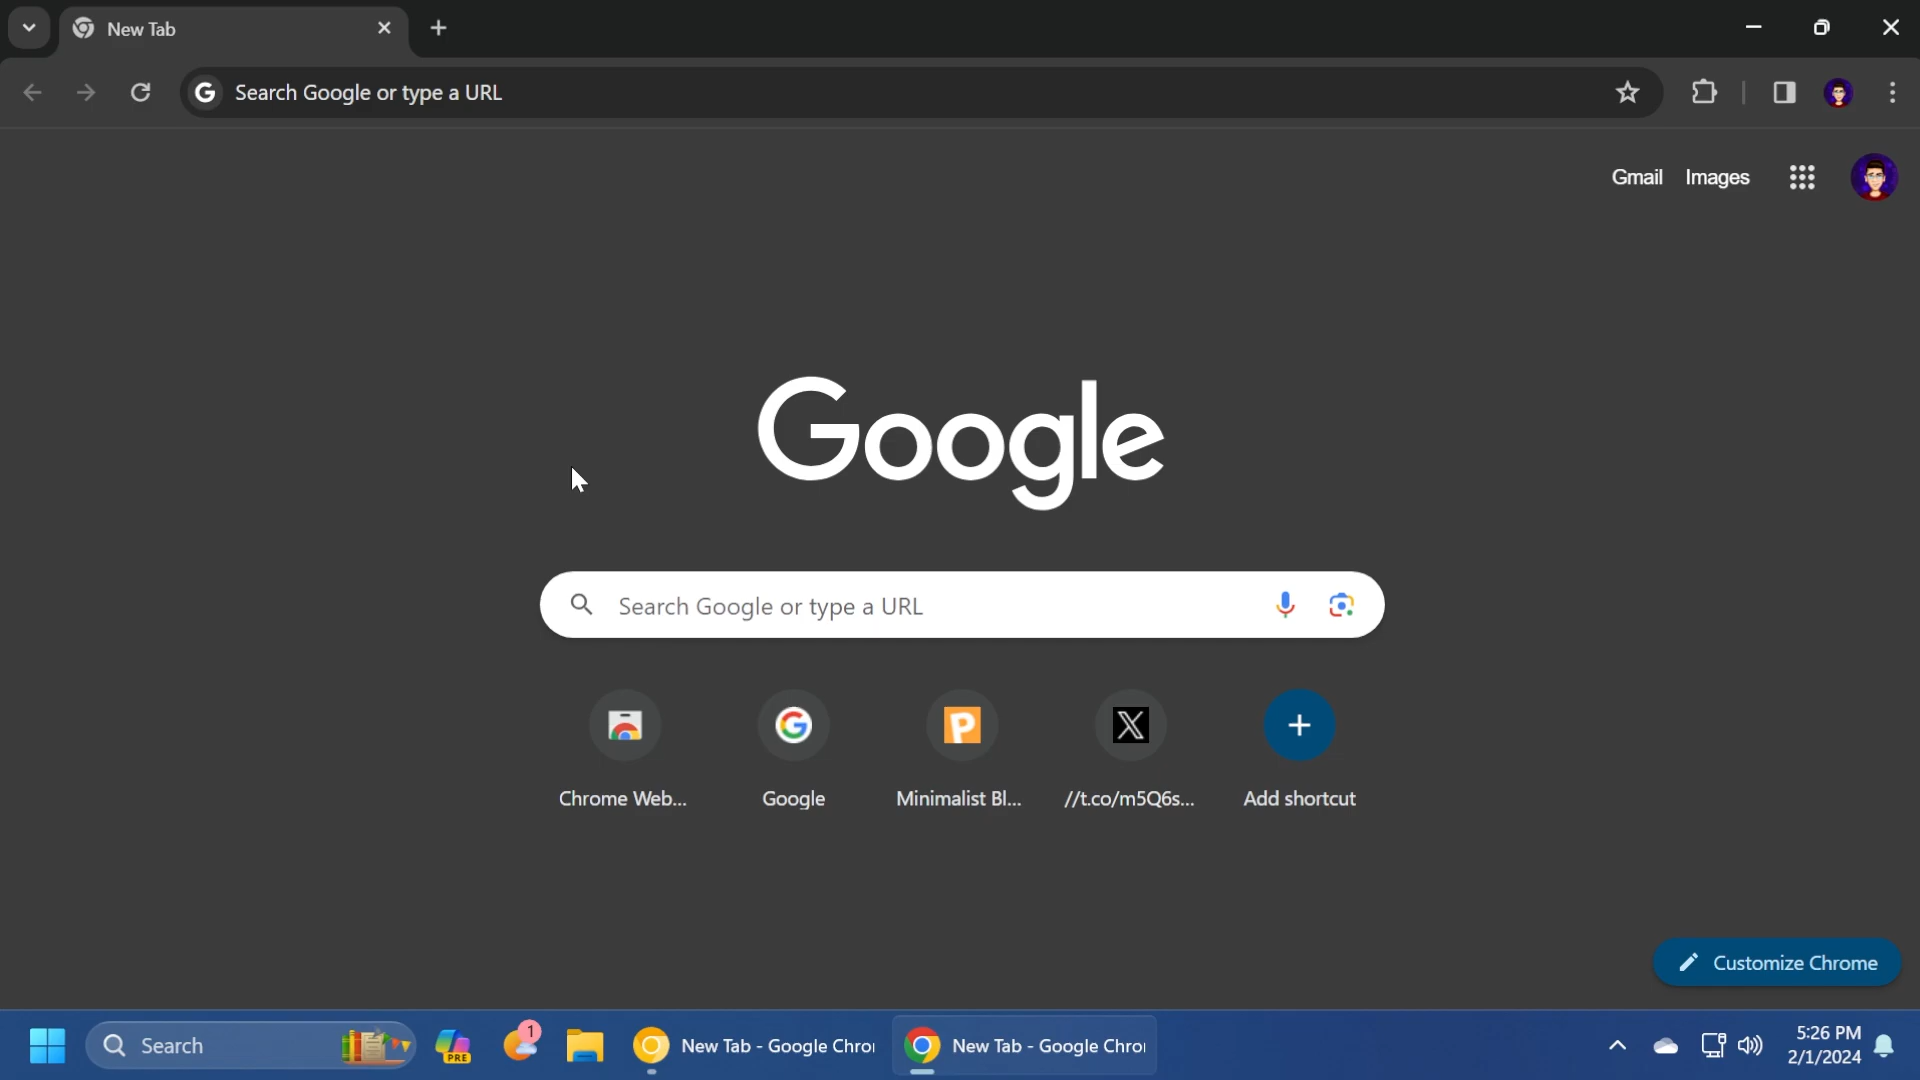 New Tab
Search Google or type a URL
Gmail Images
Google
Search Google or type a URL
Chrome Web... Google Minimalist Bl... //t.co/m5Q6s... Add shortcut
Customize Chrome
Search PRE 1 New Tab - Google Chro New Tab - Google Chro 5:26 PM
2/1/2024